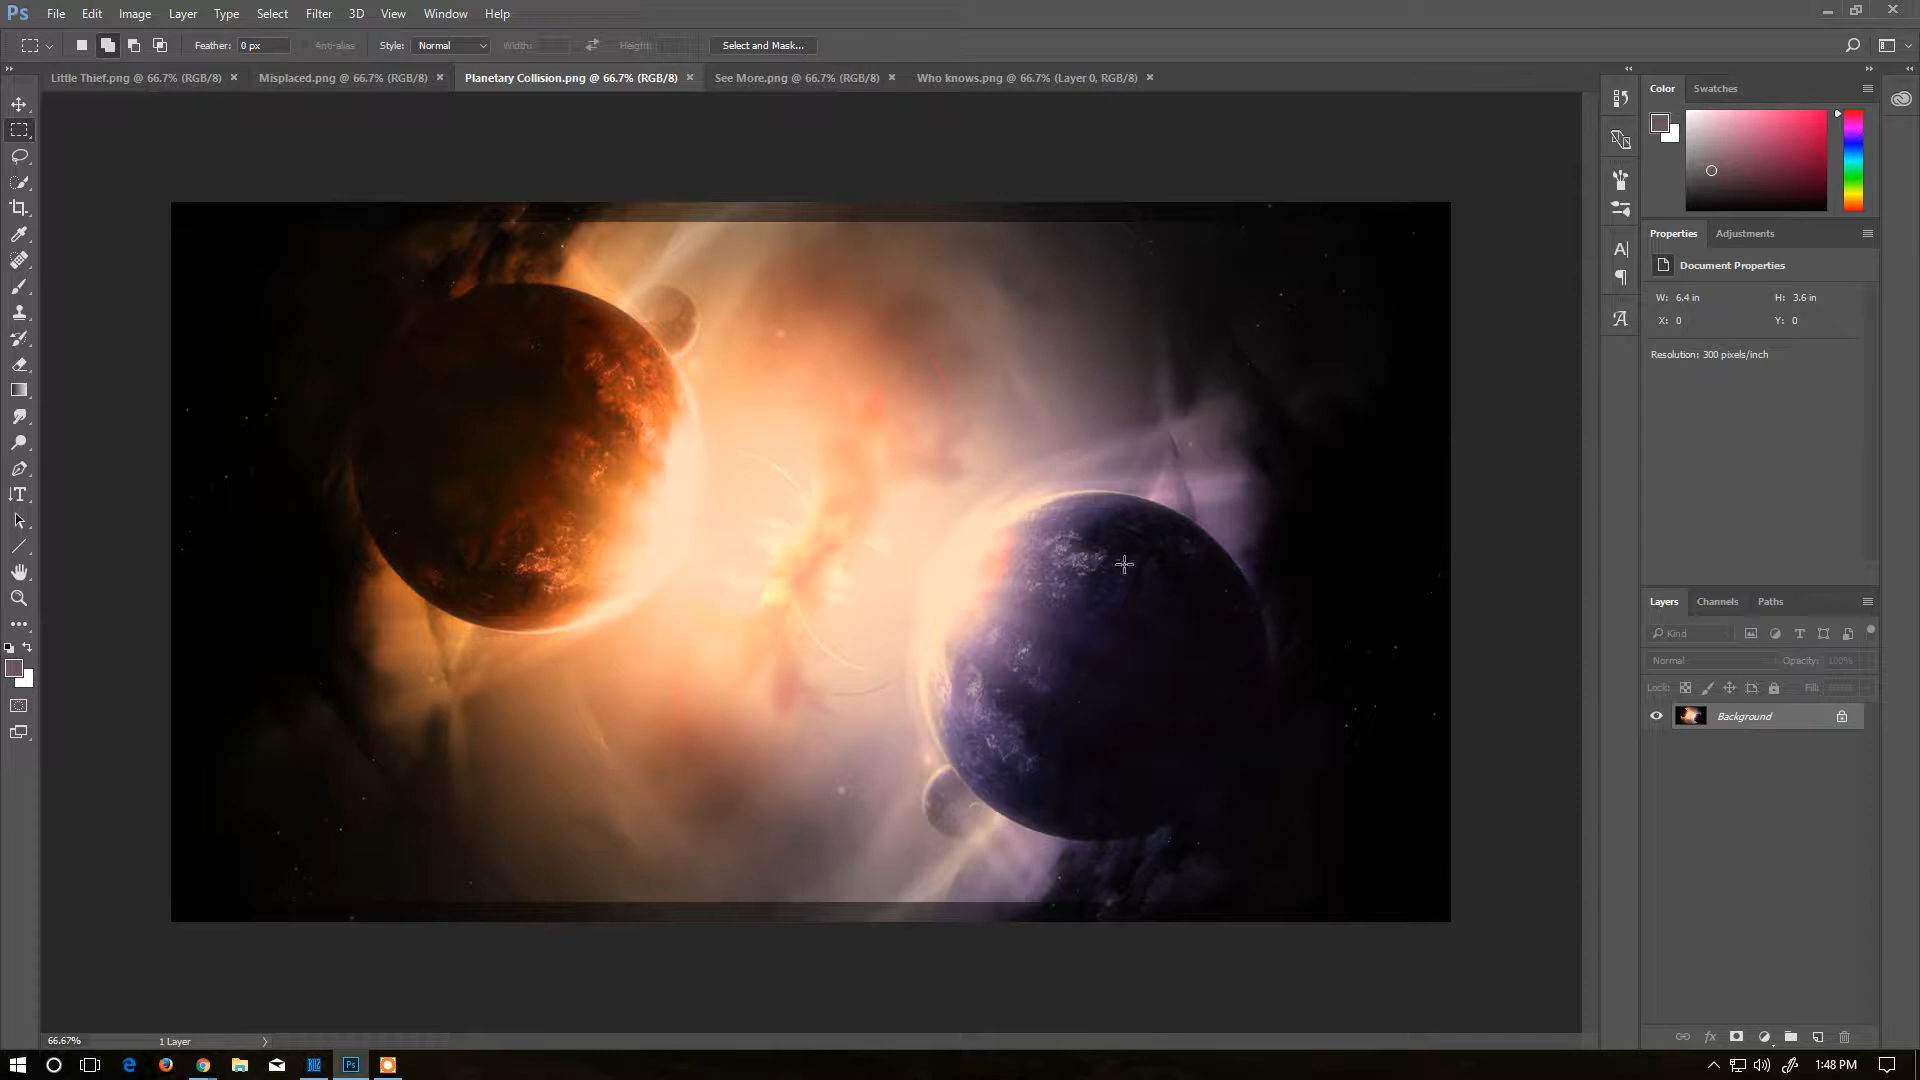 Ps File Edit Image Layer Type Select Filter 3D View Window Help
Feather: 0 px Anti-alias Style: Normal Width: Height: Select and Mask...
Little Thief.png @ 66.7% (RGB/8) Misplaced.png @ 66.7% (RGB/8) Planetary Collision.png @ 66.7% (RGB/8) See More.png @ 66.7% (RGB/8) Who knows.png @ 66.7% (Layer 0, RGB/8)
Color Swatches
Properties Adjustments
Document Properties
W: 6.4 in H: 3.6 in
X: 0 Y: 0
Resolution: 300 pixels/inch
Layers Channels Paths
Kind
Normal Opacity: 100%
Lock: Fill:
Background
66.67% 1 Layer
Ps 1:48 PM